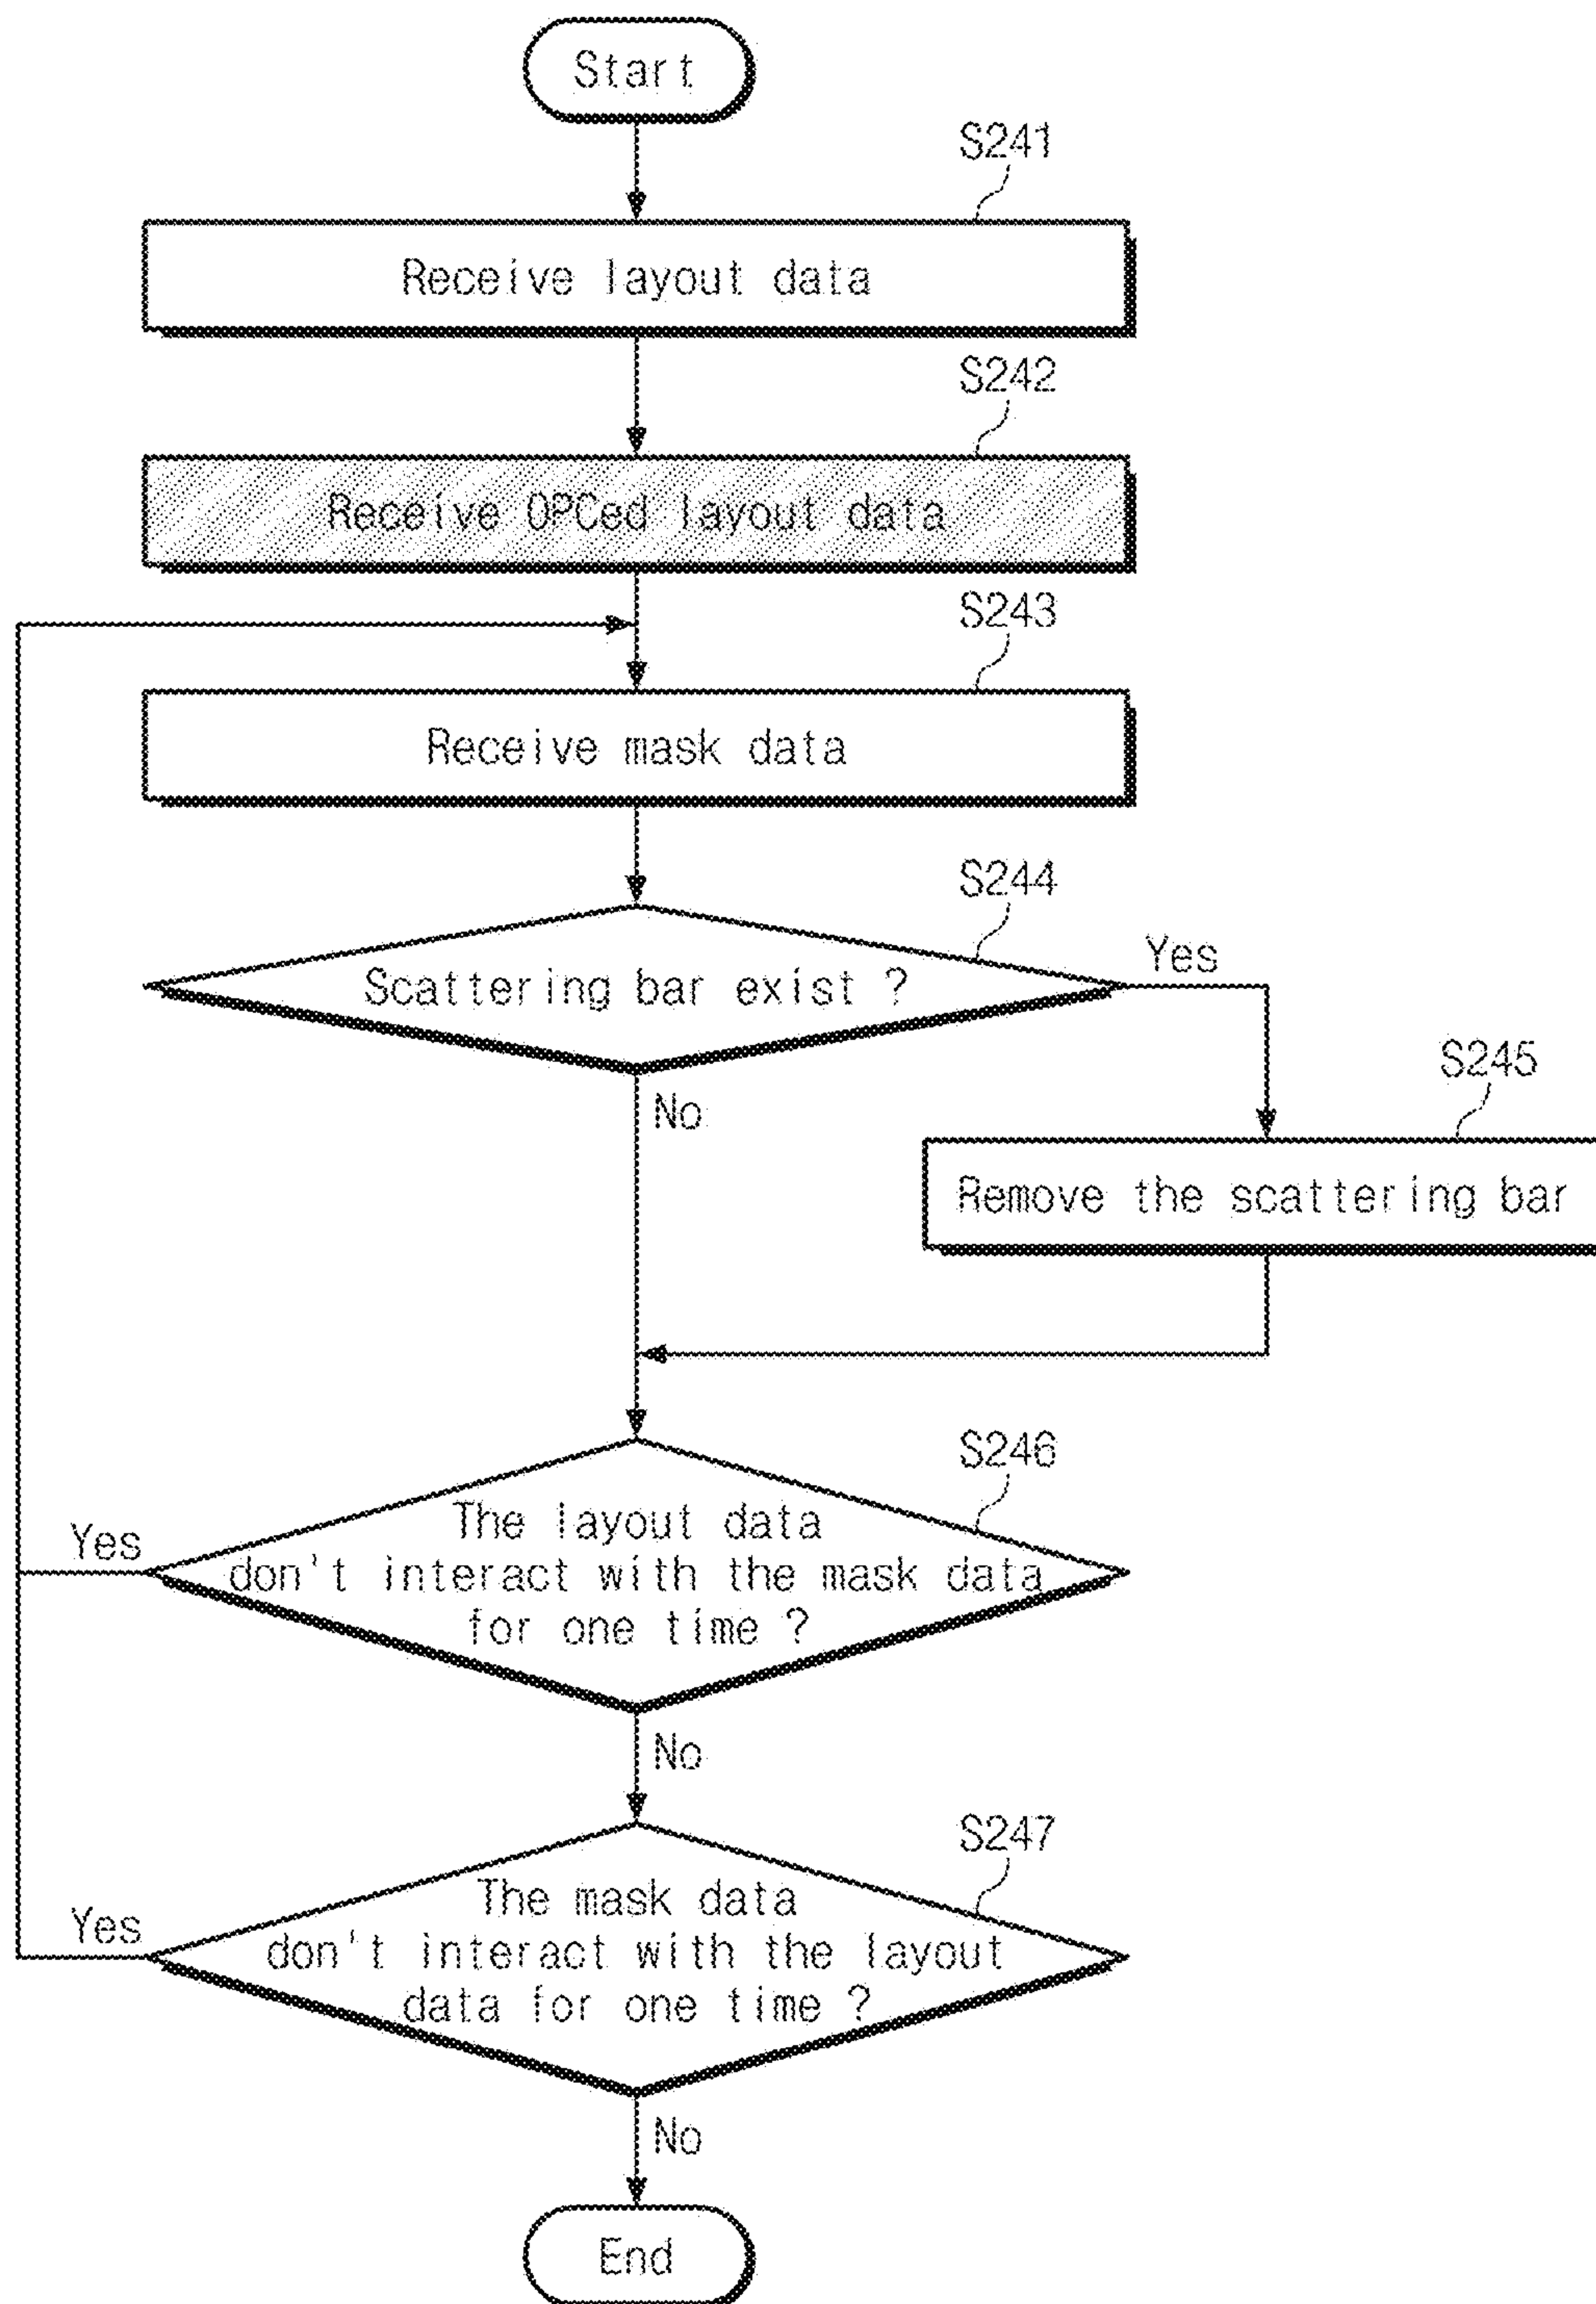 Start
S241
Receive layout data
S242
Receive OPCed layout data
S243
Receive mask data
S244
Scattering bar exist ?
Yes
No
S245
Remove the scattering bar
S246
The layout data
don't interact with the mask data
for one time ?
Yes
No
S247
The mask data
don't interact with the layout
data for one time ?
Yes
No
End